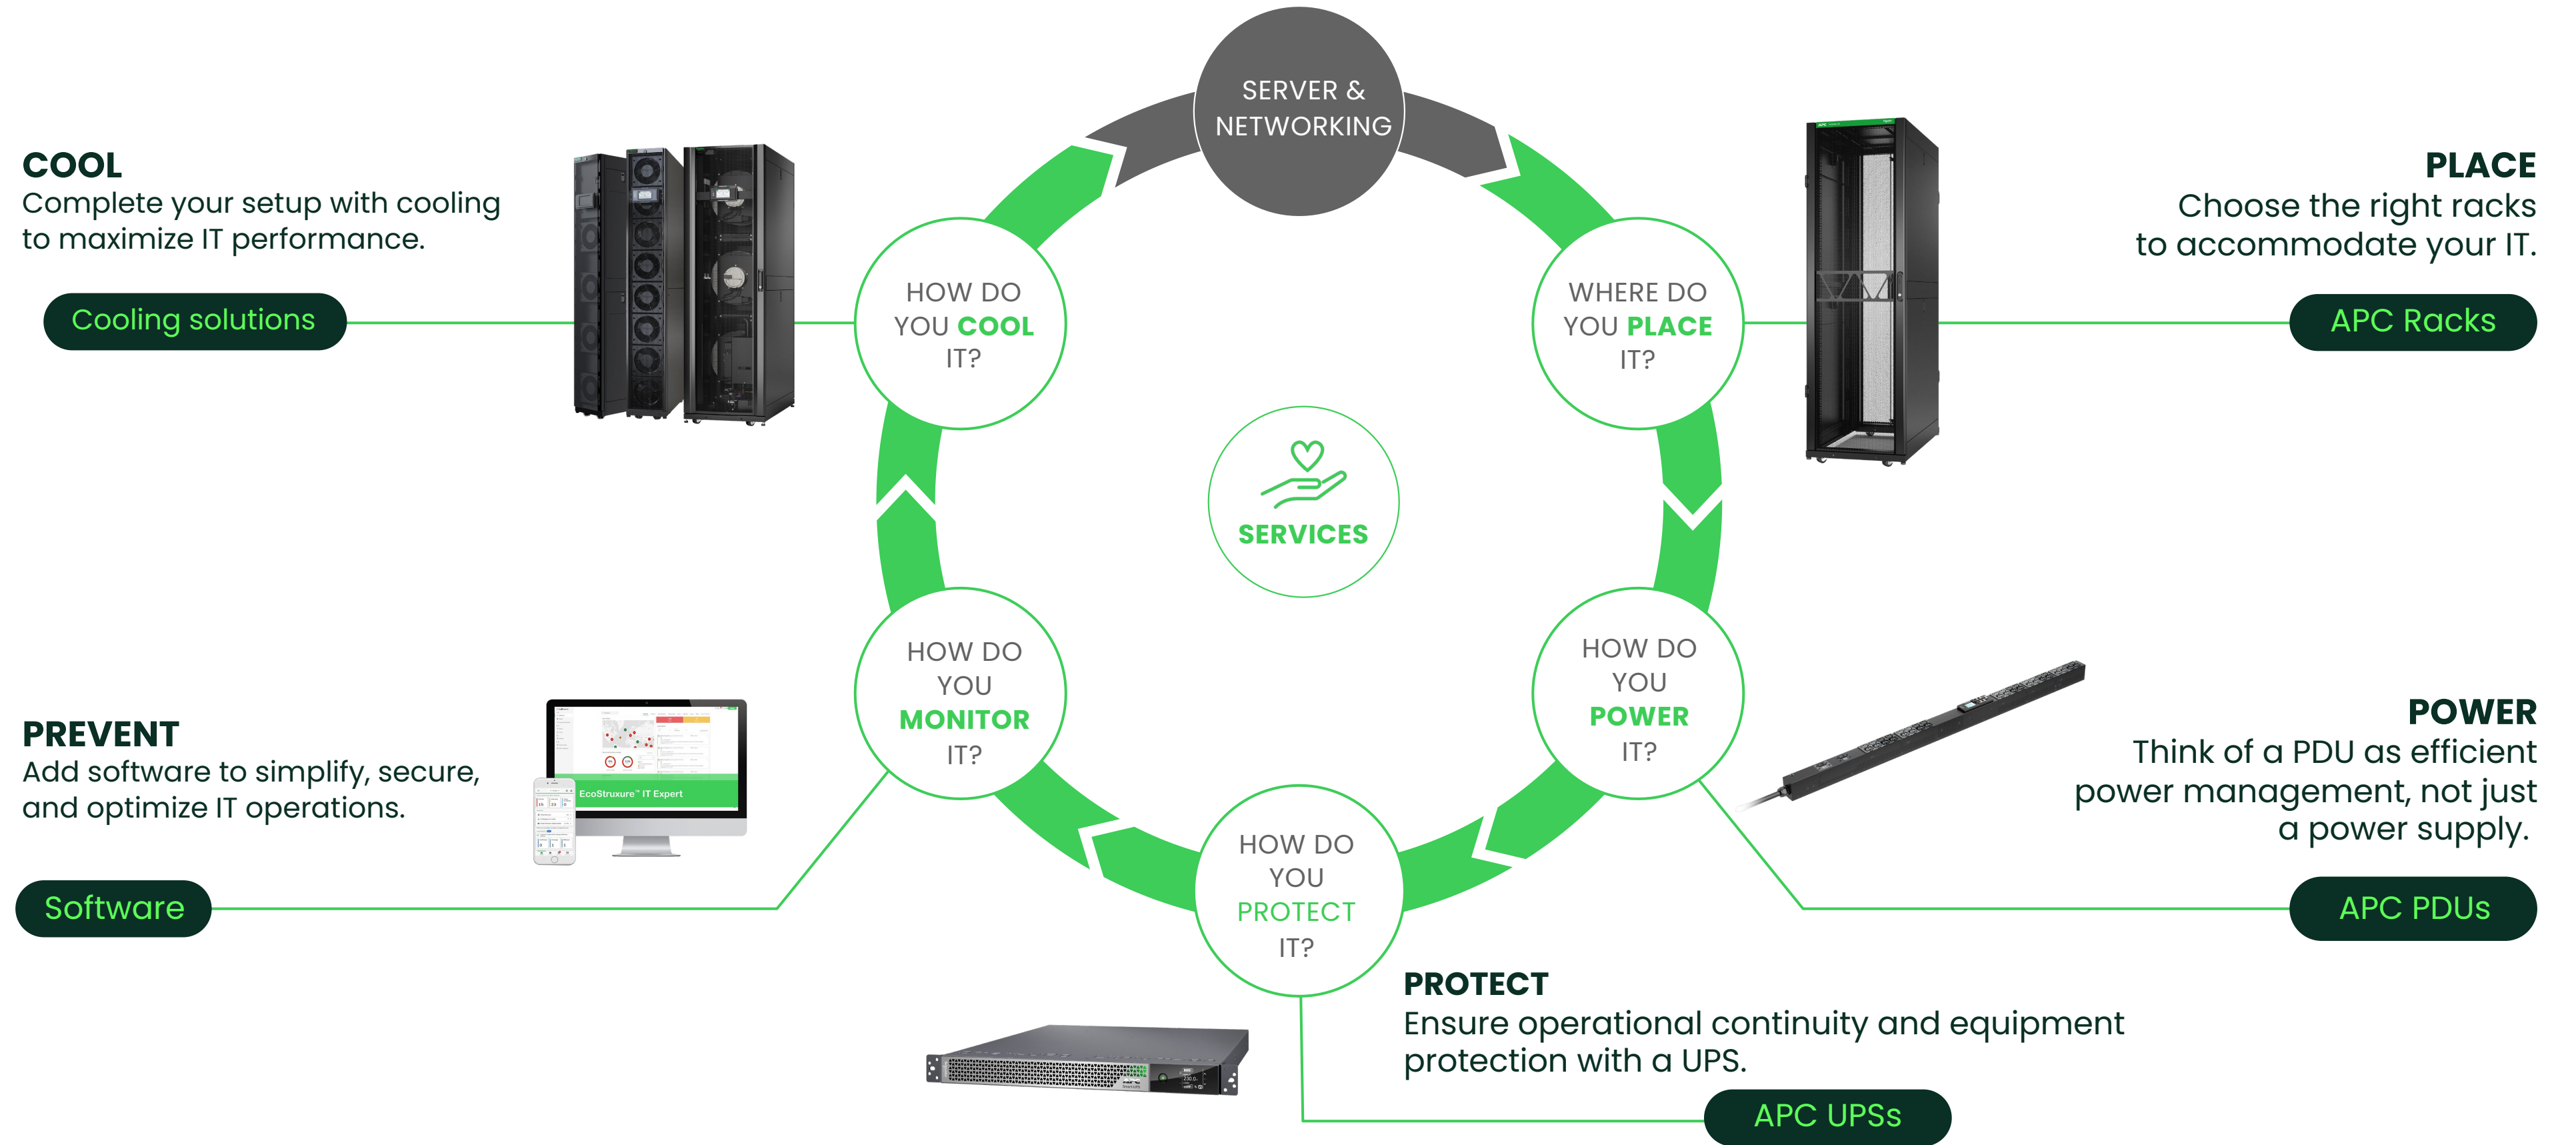 SERVER &
NETWORKING
COOL
Complete your setup with cooling
to maximize IT performance.
Cooling solutions
HOW DO
YOU COOL
IT?
WHERE DO
YOU PLACE
IT?
PLACE
Choose the right racks
to accommodate your IT.
APC Racks
SERVICES
PREVENT
Add software to simplify, secure,
and optimize IT operations.
Software
EcoStruxure™ IT Expert
HOW DO
YOU
MONITOR
IT?
HOW DO
YOU
POWER
IT?
POWER
Think of a PDU as efficient
power management, not just
a power supply.
APC PDUs
HOW DO
YOU
PROTECT
IT?
PROTECT
Ensure operational continuity and equipment
protection with a UPS.
APC UPSs